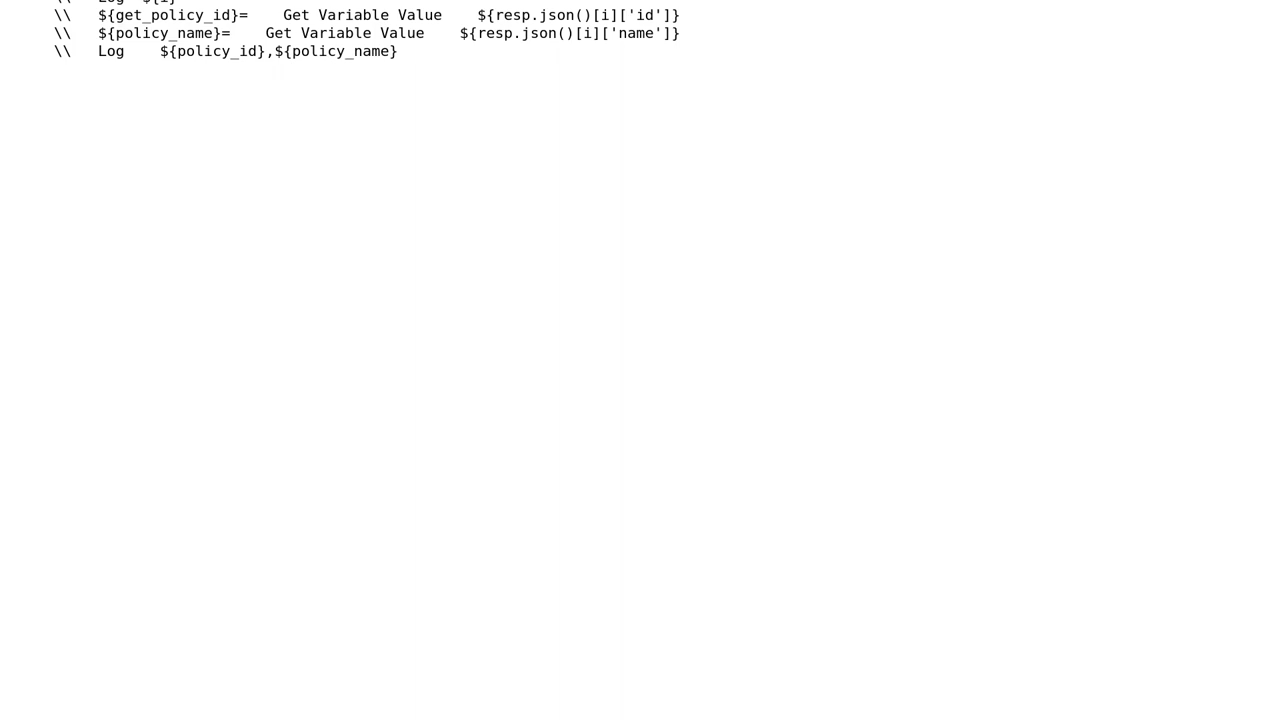 \\   ${get_policy_id}=    Get Variable Value    ${resp.json()[i]['id']}
\\   ${policy_name}=    Get Variable Value    ${resp.json()[i]['name']}
\\   Log    ${policy_id},${policy_name}